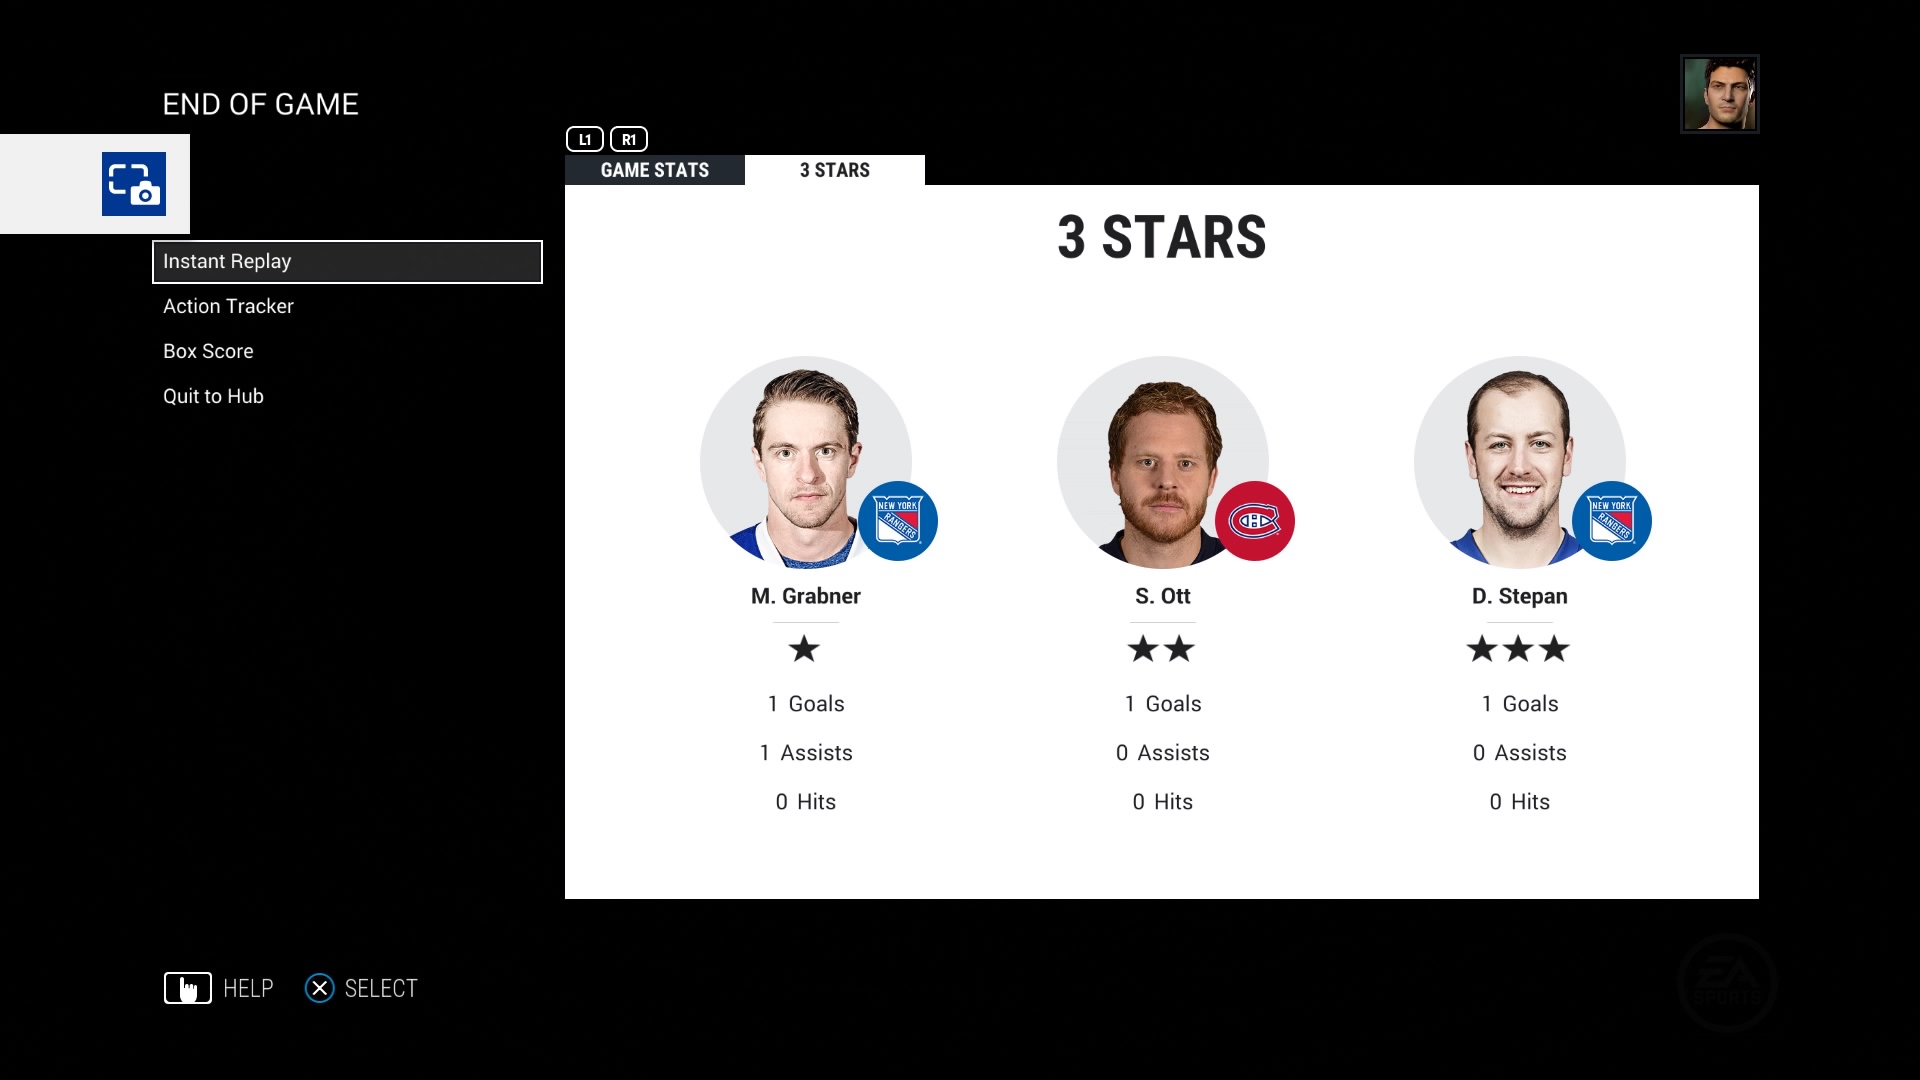 END OF GAME
L1 R1
GAME STATS 3 STARS
3 STARS
Instant Replay
Action Tracker
Box Score
Quit to Hub
NEW YORK
RANGERS
NEW YORK
RANGERS
M. Grabner S. Ott D. Stepan
1 Goals 1 Goals 1 Goals
1 Assists 0 Assists 0 Assists
0 Hits 0 Hits 0 Hits
HELP SELECT
EA
SPORTS